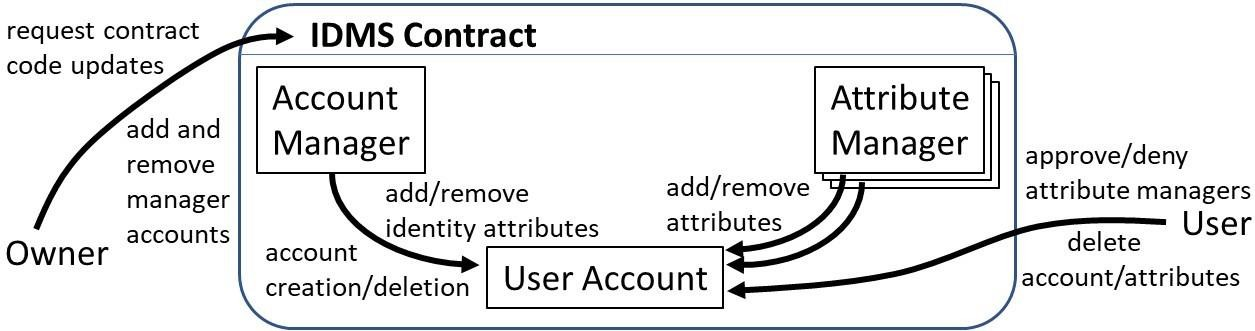 request contract
code updates
IDMS Contract
Account
Manager
Attribute
Manager
add and
remove
manager
accounts
add/remove
identity attributes
add/remove
attributes
approve/deny
attribute managers
Owner
account
creation/deletion
User Account
User
delete
account/attributes